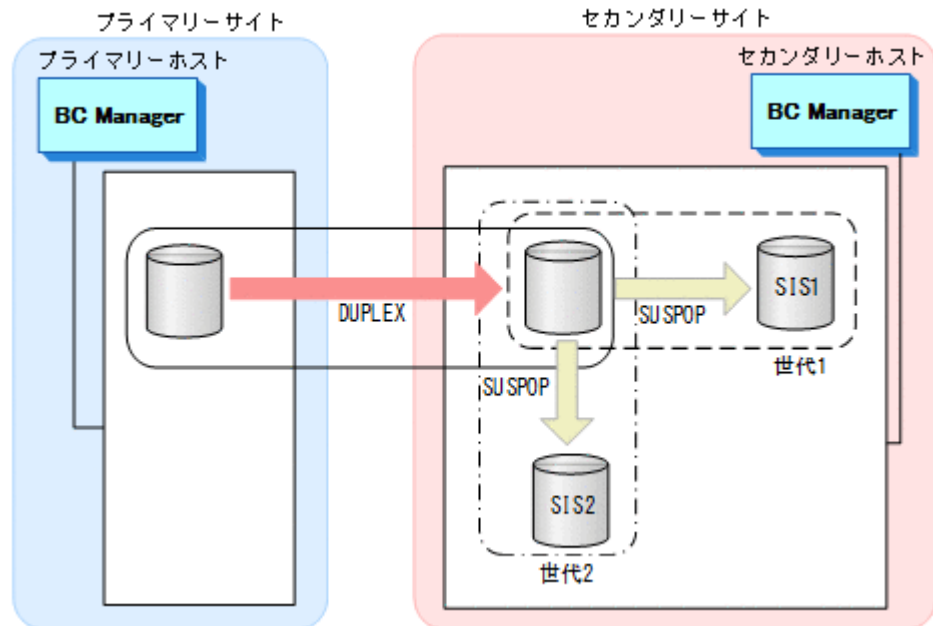 プライマリーサイト
セカンダリーサイト
プライマリーホスト
セカンダリーホスト
BC Manager
BC Manager
SIS1
DUPLEX
SUSPOP
世代1
SUSPOP
SIS2
世代2